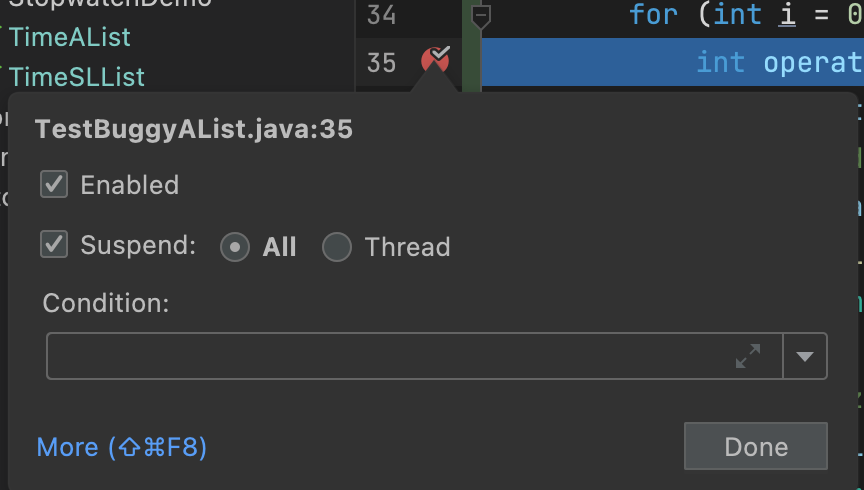 StopwatchDemo
34
for (int i = 0
TimeAList
35
int operat
TimeSLList
TestBuggyAList.java:35
Enabled
Suspend:
All
Thread
Condition:
More (⇧⌘F8)
Done